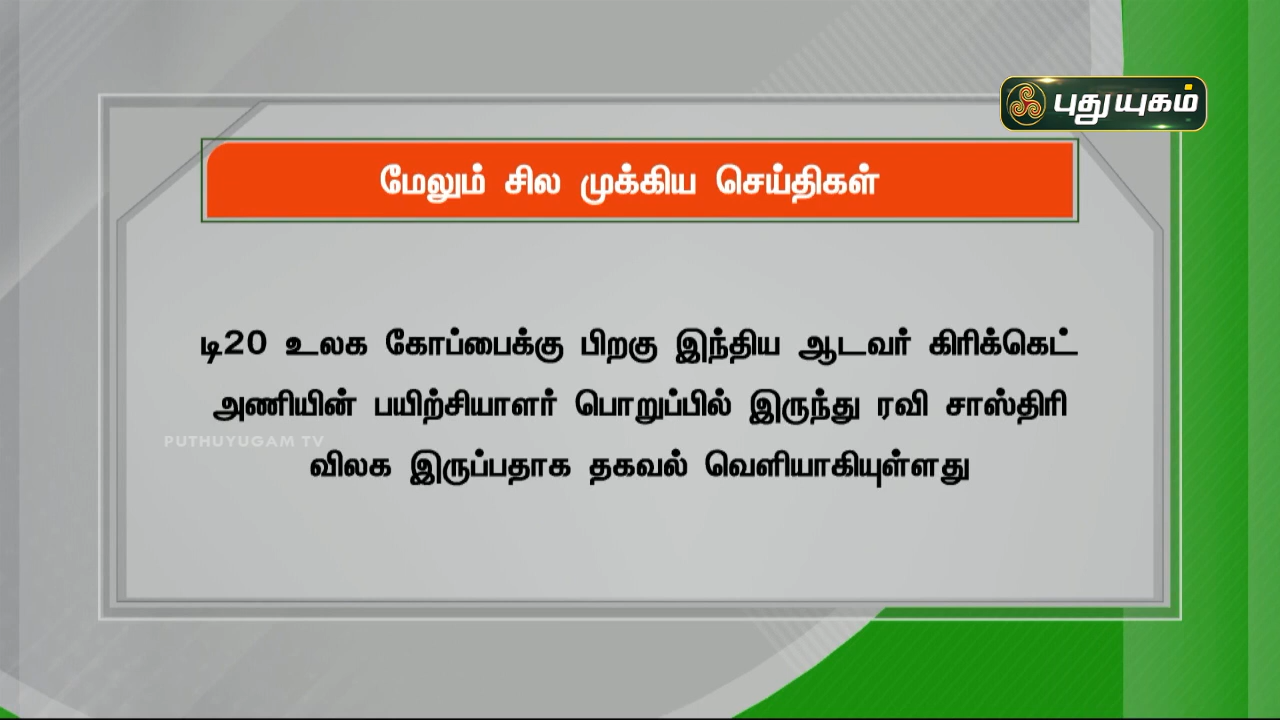 புதுயுகம்
மேலும் சில முக்கிய செய்திகள்
டி20 உலக கோப்பைக்கு பிறகு இந்திய ஆடவர் கிரிக்கெட்
அணியின் பயிற்சியாளர் பொறுப்பில் இருந்து ரவி சாஸ்திரி
PUTHUYUGAM TV
விலக இருப்பதாக தகவல் வெளியாகியுள்ளது